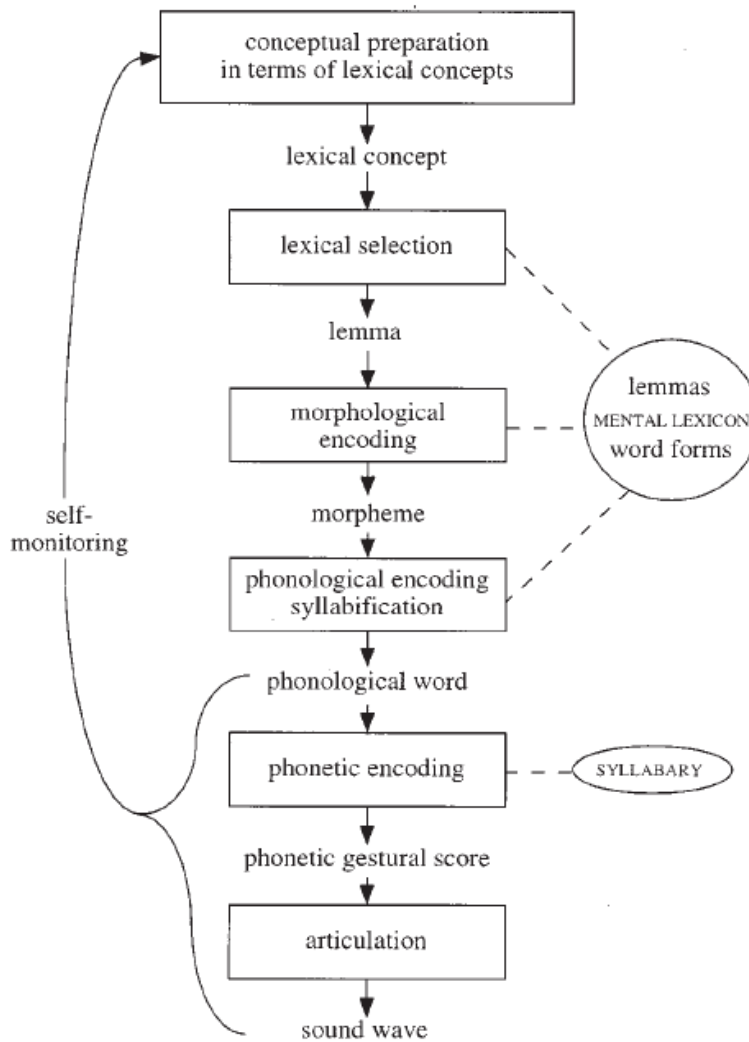 conceptual preparation
in terms of lexical concepts
lexical concept
lexical selection
lemma
lemmas
MENTAL LEXICON
word forms
morphological
encoding
morpheme
self-
monitoring
phonological encoding
syllabification
phonological word
phonetic encoding
SYLLABARY
phonetic gestural score
articulation
sound wave